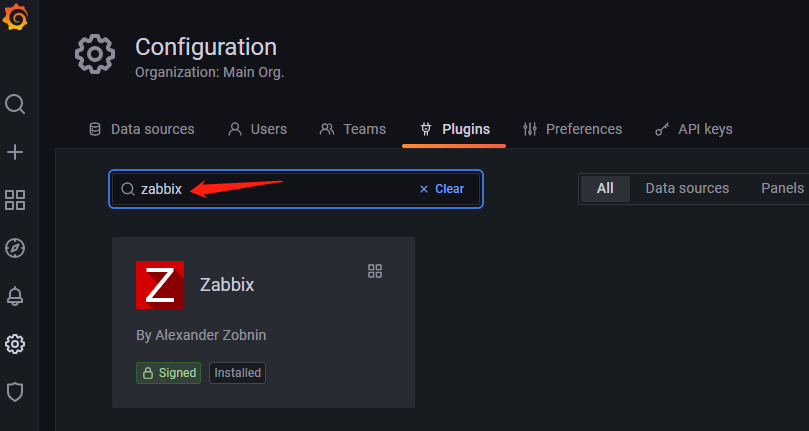 Configuration
Organization: Main Org.
Data sources Users Teams Plugins Preferences API keys
zabbix Clear All Data sources Panels
Z Zabbix
By Alexander Zobnin
Signed Installed